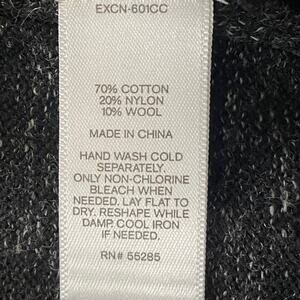 EXCN-601CC
70% COTTON
20% NYLON
10% WOOL
MADE IN CHINA
HAND WASH COLD
SEPARATELY.
ONLY NON-CHLORINE
BLEACH WHEN
NEEDED. LAY FLAT TO
DRY. RESHAPE WHILE
DAMP. COOL IRON
IF NEEDED.
RN# 55285